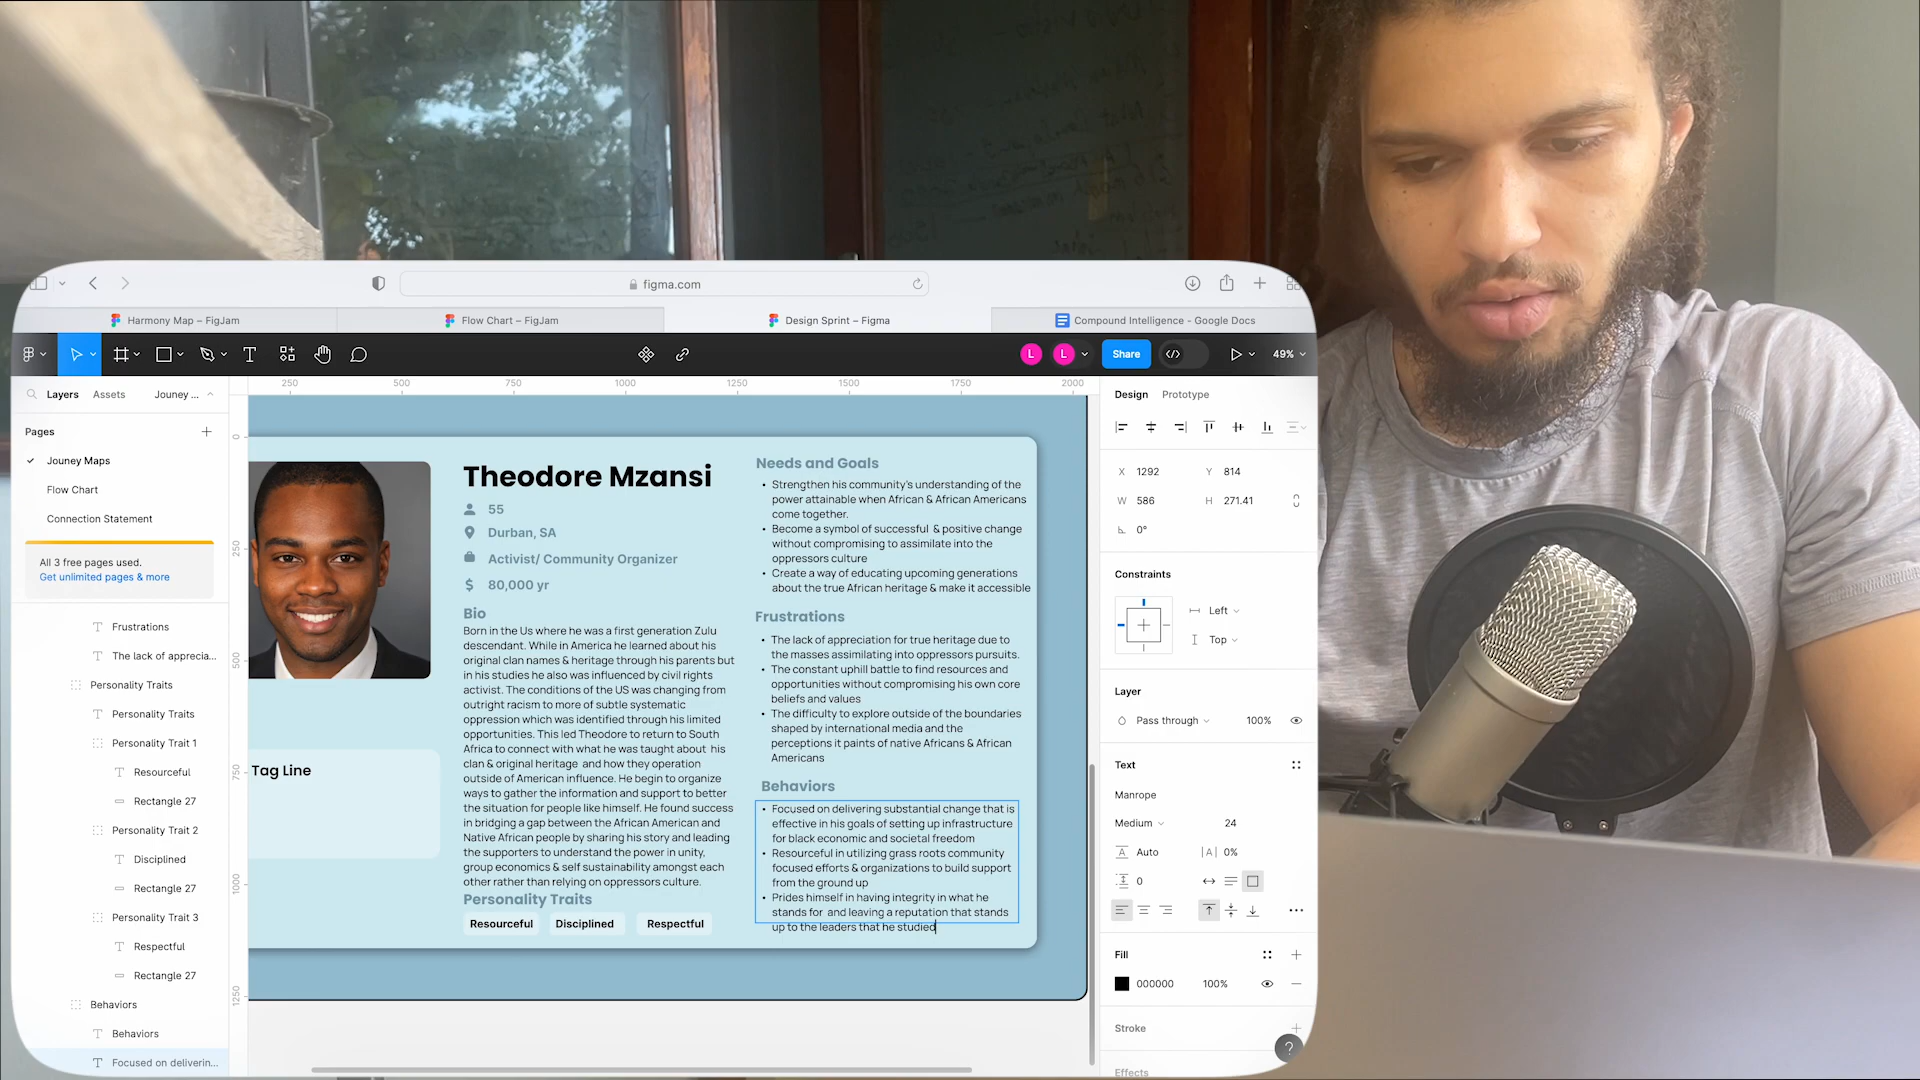 figma.com
Harmony Map – FigJam
Flow Chart – FigJam
Design Sprint – Figma
Compound Intelligence - Google Docs
L
L
Share
49%
Layers
Assets
Jouney ...
250
500
750
1000
1250
1500
1750
2000
Design
Prototype
Pages
Jouney Maps
Flow Chart
Connection Statement
All 3 free pages used.
Get unlimited pages & more
Frustrations
The lack of apprecia...
Personality Traits
Personality Traits
Personality Trait 1
Resourceful
Rectangle 27
Personality Trait 2
Disciplined
Rectangle 27
Personality Trait 3
Respectful
Rectangle 27
Behaviors
Behaviors
Focused on deliverin...
0
250
500
750
1000
1250
Tag Line
Theodore Mzansi
55
Durban, SA
Activist/ Community Organizer
$ 80,000 yr
Bio
Born in the Us where he was a first generation Zulu
descendant. While in America he learned about his
original clan names & heritage through his parents but
in his studies he also was influenced by civil rights
activist. The conditions of the US was changing from
outright racism to more of subtle systematic
oppression which was identified through his limited
opportunities. This led Theodore to return to South
Africa to connect with what he was taught about his
clan & original heritage and how they operation
outside of American influence. He begin to organize
ways to gather the information and support to better
the situation for people like himself. He found success
in bridging a gap between the African American and
Native African people by sharing his story and leading
the supporters to understand the power in unity,
group economics & self sustainability amongst each
other rather than relying on oppressors culture.
Personality Traits
Resourceful
Disciplined
Respectful
Needs and Goals
• Strengthen his community's understanding of the
power attainable when African & African Americans
come together.
• Become a symbol of successful & positive change
without compromising to assimilate into the
oppressors culture
• Create a way of educating upcoming generations
about the true African heritage & make it accessible
Frustrations
• The lack of appreciation for true heritage due to
the masses assimilating into oppressors pursuits.
• The constant uphill battle to find resources and
opportunities without compromising his own core
beliefs and values
• The difficulty to explore outside of the boundaries
shaped by international media and the
perceptions it paints of native Africans & African
Americans
Behaviors
• Focused on delivering substantial change that is
effective in his goals of setting up infrastructure
for black economic and societal freedom
• Resourceful in utilizing grass roots community
focused efforts & organizations to build support
from the ground up
• Prides himself in having integrity in what he
stands for and leaving a reputation that stands
up to the leaders that he studied
X 1292
Y 814
W 586
H 271.41
0°
Constraints
Left
Top
Layer
Pass through
100%
Text
Manrope
Medium
24
Auto
|A| 0%
0
Fill
000000
100%
Stroke
Effects
?